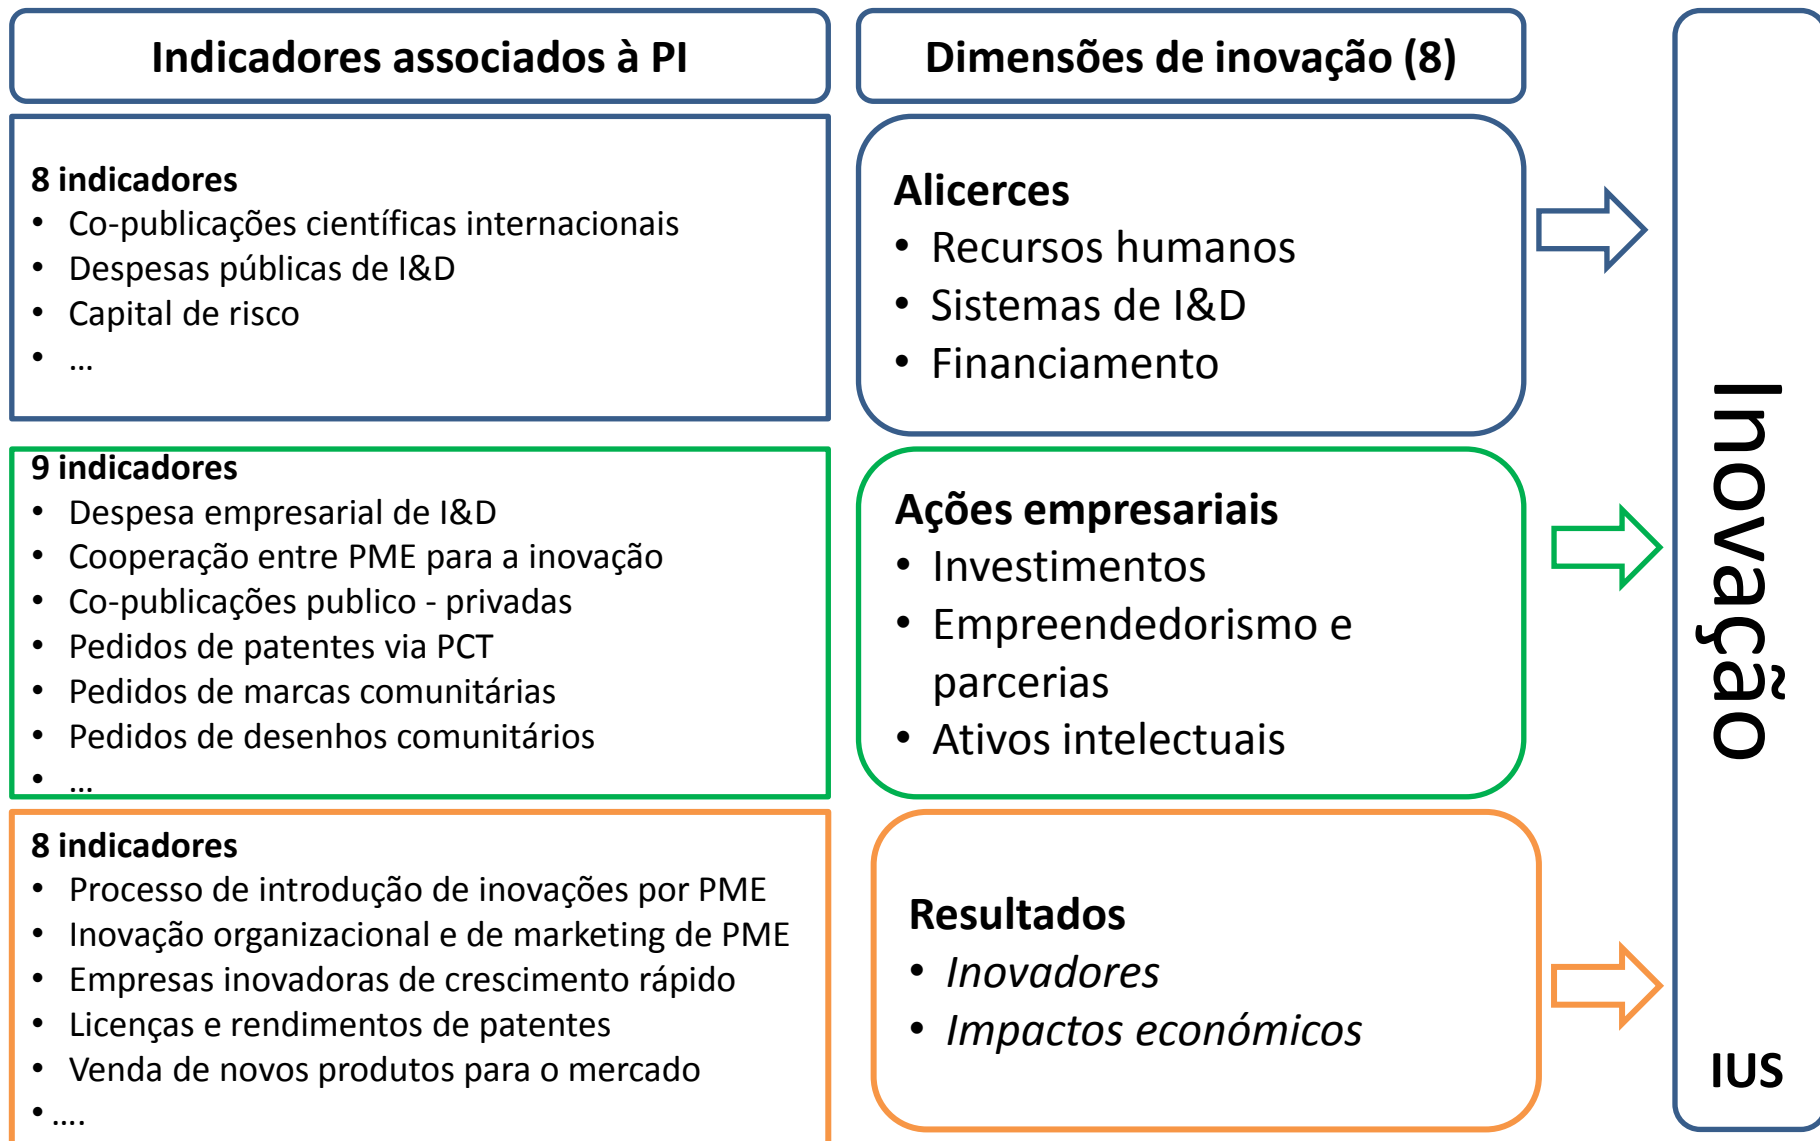 Indicadores associados à PI
Dimensões de inovação (8)
8 indicadores
• Co-publicações científicas internacionais
• Despesas públicas de I&D
• Capital de risco
• ...
Alicerces
• Recursos humanos
• Sistemas de I&D
• Financiamento
9 indicadores
• Despesa empresarial de I&D
• Cooperação entre PME para a inovação
• Co-publicações publico - privadas
• Pedidos de patentes via PCT
• Pedidos de marcas comunitárias
• Pedidos de desenhos comunitários
• ...
Ações empresariais
• Investimentos
• Empreendedorismo e
parcerias
• Ativos intelectuais
8 indicadores
• Processo de introdução de inovações por PME
• Inovação organizacional e de marketing de PME
• Empresas inovadoras de crescimento rápido
• Licenças e rendimentos de patentes
• Venda de novos produtos para o mercado
• ....
Resultados
• Inovadores
• Impactos económicos
Inovação
IUS